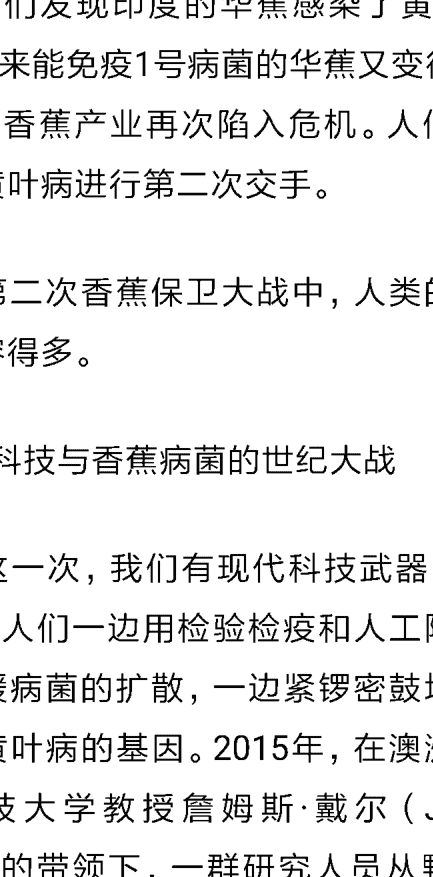 们发现印度的华蕉感染了黄
来能免疫1号病菌的华蕉又变
香蕉产业再次陷入危机。人们
叶病进行第二次交手。
第二次香蕉保卫大战中，人类的
得多。
科技与香蕉病菌的世纪大战
这一次，我们有现代科技武器
人们一边用检验检疫和人工
病菌的扩散，一边紧锣密鼓地
黄叶病的基因。2015年，在澳
技大学教授詹姆斯·戴尔（J
的带领下，一群研究人员从野